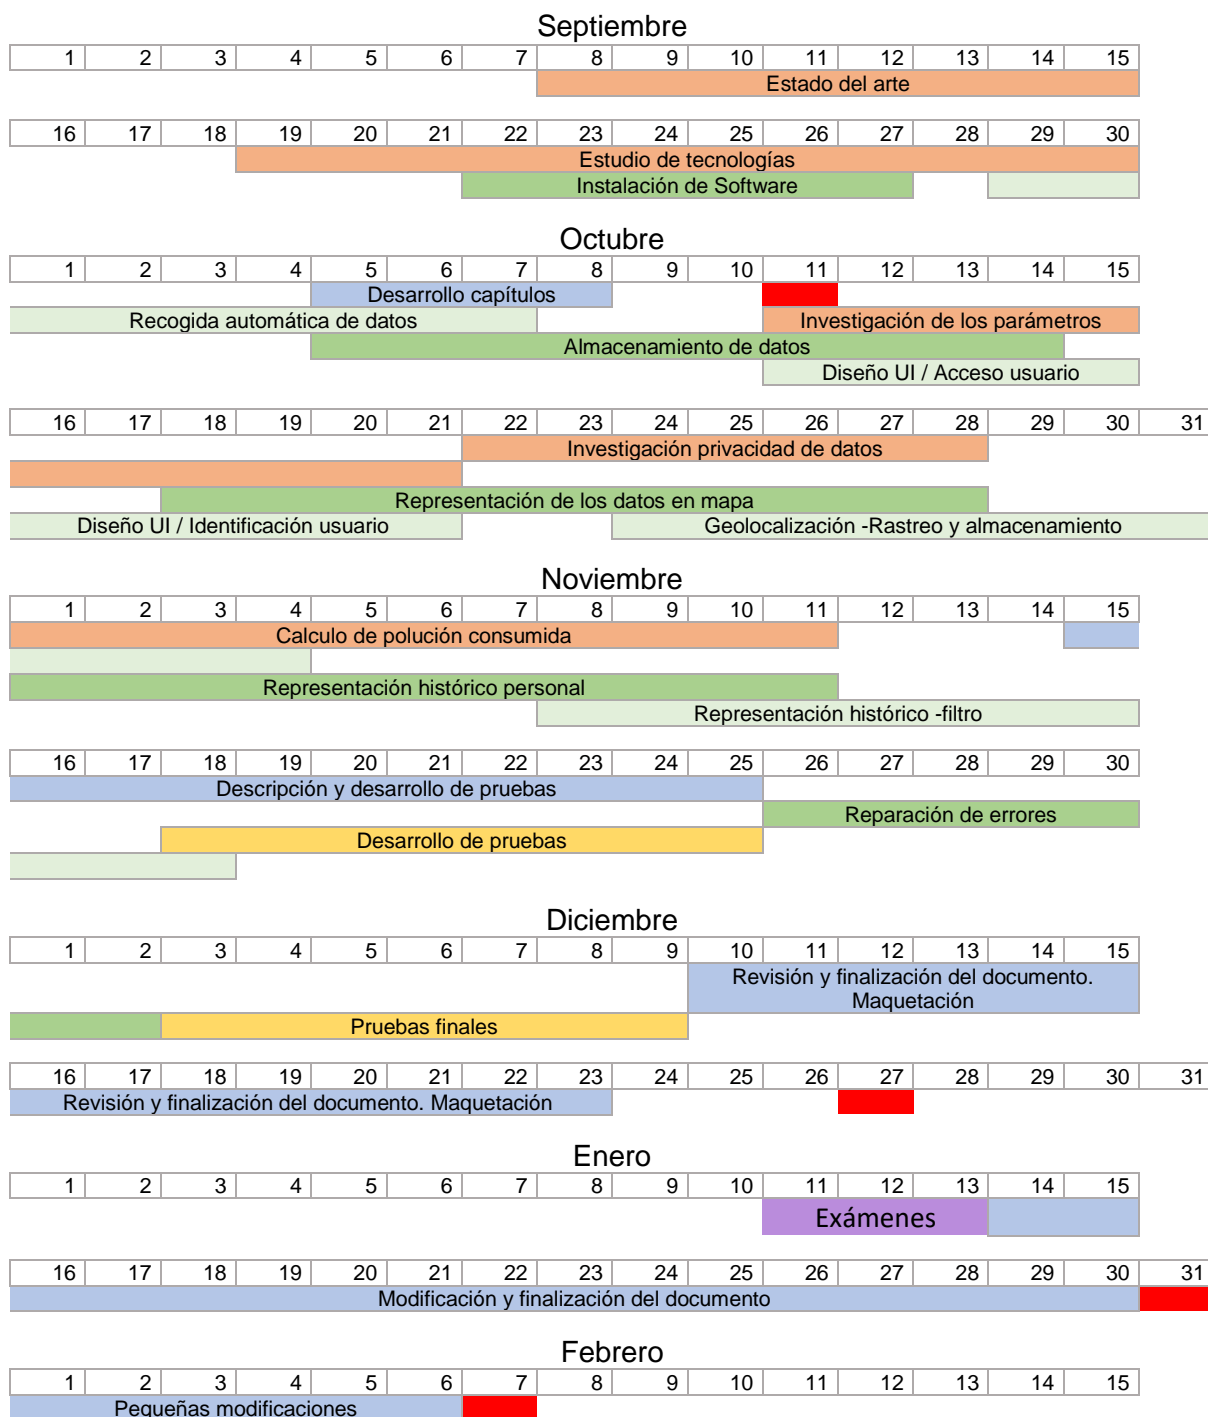 Septiembre
1 2 3 4 5 6 7 8 9 10 11 12 13 14 15
Estado del arte
16 17 18 19 20 21 22 23 24 25 26 27 28 29 30
Estudio de tecnologías
Instalación de Software
Octubre
1 2 3 4 5 6 7 8 9 10 11 12 13 14 15
Desarrollo capítulos
Recogida automática de datos Investigación de los parámetros
Almacenamiento de datos
Diseño UI / Acceso usuario
16 17 18 19 20 21 22 23 24 25 26 27 28 29 30 31
Investigación privacidad de datos
Representación de los datos en mapa
Diseño UI / Identificación usuario Geolocalización -Rastreo y almacenamiento
Noviembre
1 2 3 4 5 6 7 8 9 10 11 12 13 14 15
Calculo de polución consumida
Representación histórico personal
Representación histórico -filtro
16 17 18 19 20 21 22 23 24 25 26 27 28 29 30
Descripción y desarrollo de pruebas
Reparación de errores
Desarrollo de pruebas
Diciembre
1 2 3 4 5 6 7 8 9 10 11 12 13 14 15
Revisión y finalización del documento.
Maquetación
Pruebas finales
16 17 18 19 20 21 22 23 24 25 26 27 28 29 30 31
Revisión y finalización del documento. Maquetación
Enero
1 2 3 4 5 6 7 8 9 10 11 12 13 14 15
Exámenes
16 17 18 19 20 21 22 23 24 25 26 27 28 29 30 31
Modificación y finalización del documento
Febrero
1 2 3 4 5 6 7 8 9 10 11 12 13 14 15
Pequeñas modificaciones